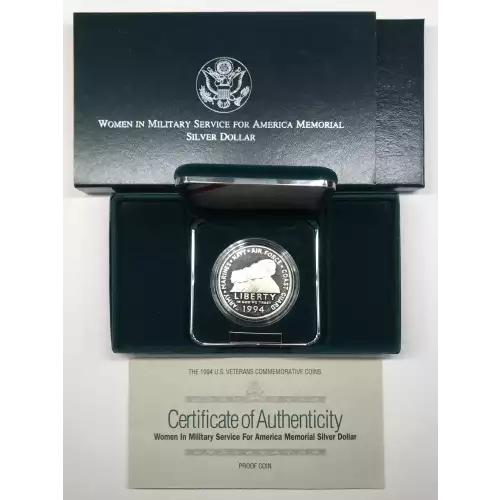 WOMEN IN MILITARY SERVICE FOR AMERICA MEMORIAL
SILVER DOLLAR
ARMY • MARINES • NAVY • AIR FORCE • COAST GUARD
LIBERTY
IN GOD WE TRUST
1994
THE 1994 U.S. VETERANS COMMEMORATIVE COINS
Certificate of Authenticity
Women In Military Service For America Memorial Silver Dollar
PROOF COIN